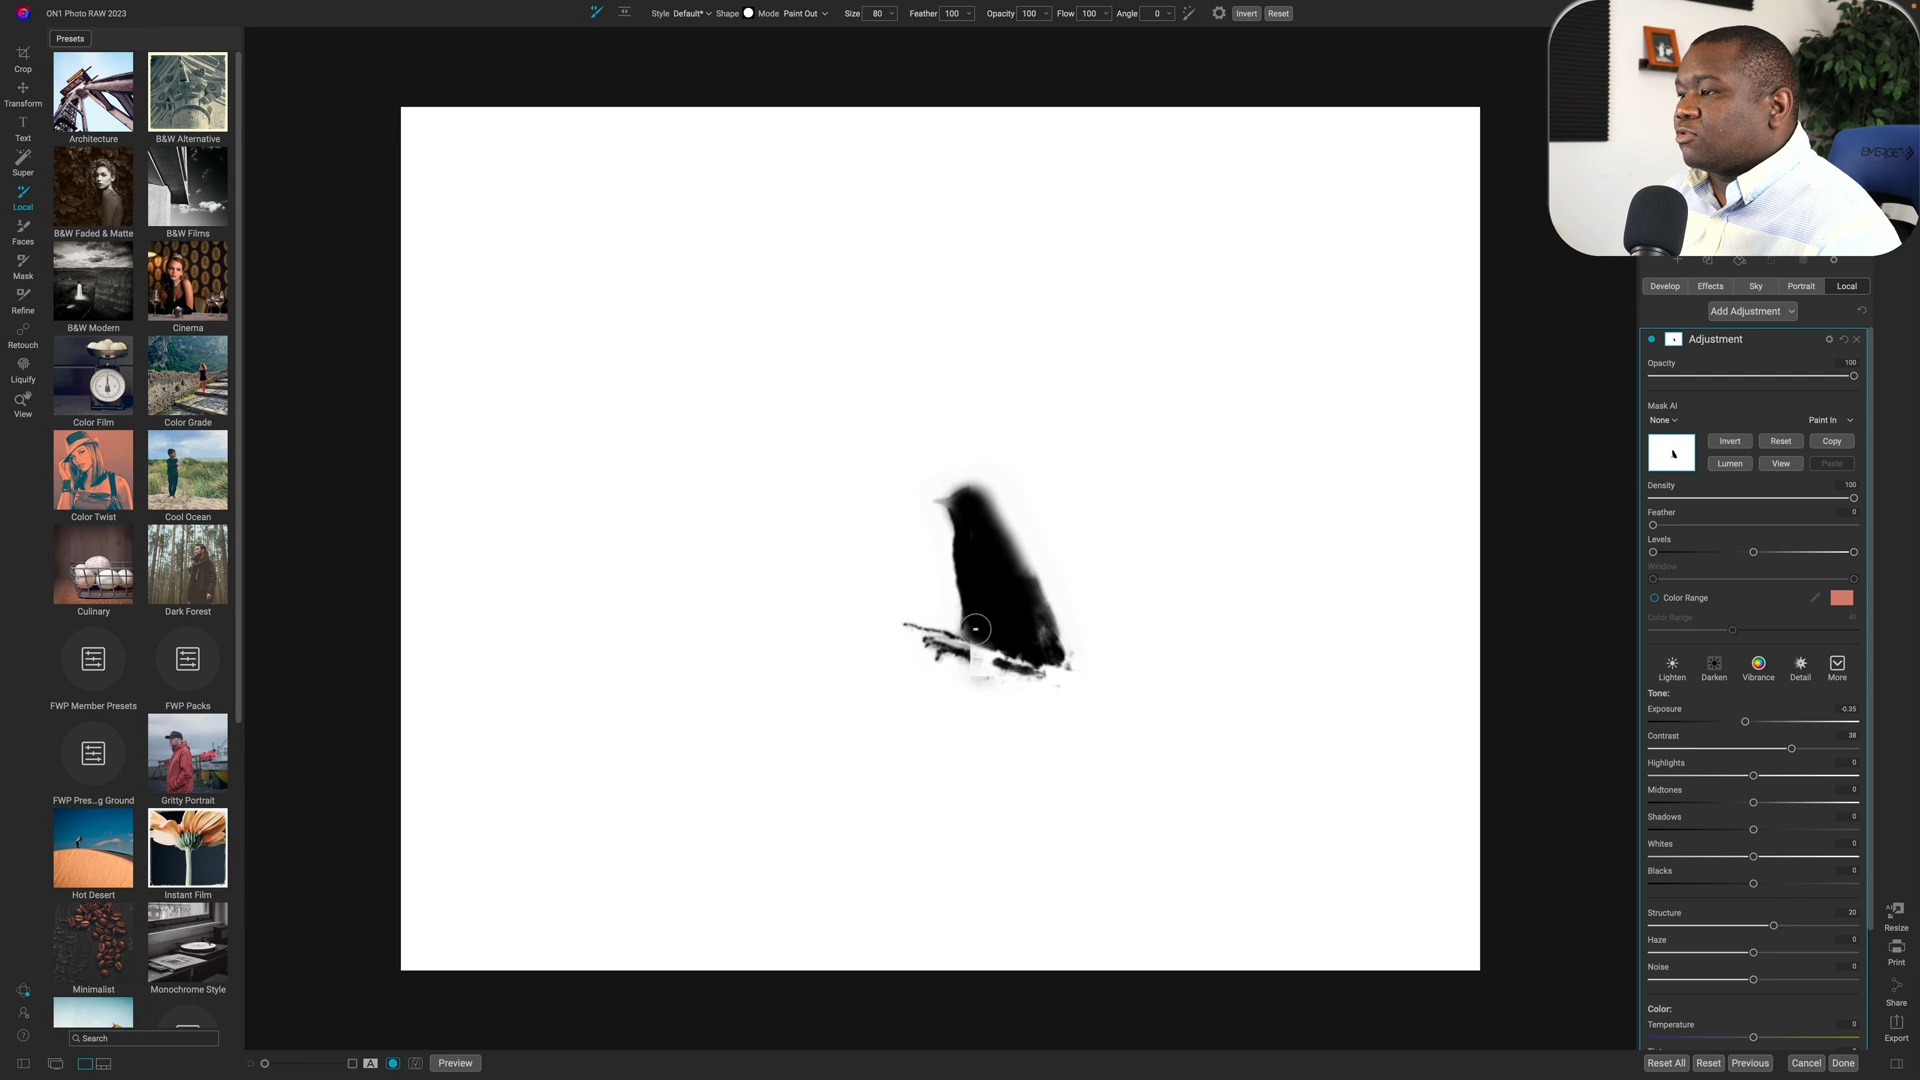 ON1 Photo RAW 2023
Style Default* Shape Mode Paint Out Size 80 Feather 100 Opacity 100 Flow 100 Angle 0 Invert Reset
Presets
Crop
Transform
Text
Super
Local
Faces
Mask
Refine
Retouch
Liquify
View
Architecture B&W Alternative
B&W Faded & Matte B&W Films
B&W Modern Cinema
Color Film Color Grade
Color Twist Cool Ocean
Culinary Dark Forest
FWP Member Presets FWP Packs
FWP Pres...g Ground Gritty Portrait
Hot Desert Instant Film
Minimalist Monochrome Style
Search
A Preview
EMERGE
Develop Effects Sky Portrait Local
Add Adjustment
Adjustment
Opacity 100
Mask AI
None Paint In
Invert Reset Copy
Lumen View Paste
Density 100
Feather 0
Levels
Window
Color Range
Color Range 40
Lighten Darken Vibrance Detail More
Tone:
Exposure -0.35
Contrast 38
Highlights 0
Midtones 0
Shadows 0
Whites 0
Blacks 0
Structure 20
Haze 0
Noise 0
Color:
Temperature 0
Resize
Print
Share
Export
Reset All Reset Previous Cancel Done